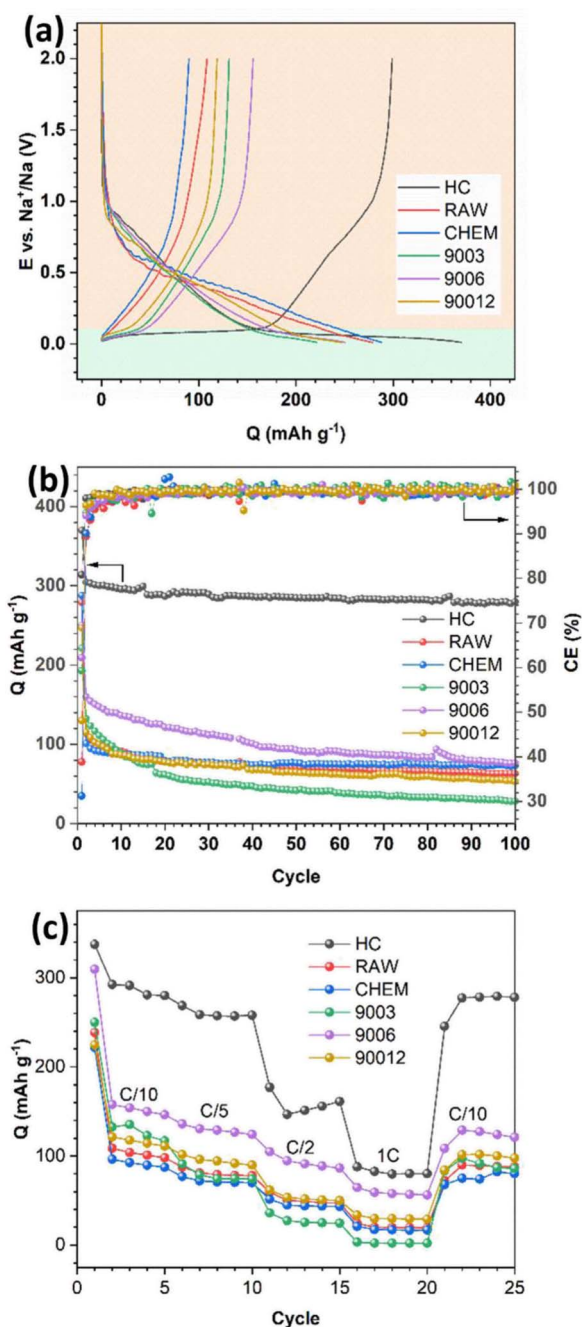 (a)
E vs. Na⁺/Na (V)
2.0
1.5
1.0
0.5
0.0
HC
RAW
CHEM
9003
9006
90012
0 100 200 300 400
Q (mAh g⁻¹)
(b)
Q (mAh g⁻¹)
400
300
200
100
0
100
90
80
70
60
50
40
30
CE (%)
HC
RAW
CHEM
9003
9006
90012
0 10 20 30 40 50 60 70 80 90 100
Cycle
(c)
Q (mAh g⁻¹)
300
200
100
0
HC
RAW
CHEM
9003
9006
90012
C/10
C/5
C/2
1C
C/10
0 5 10 15 20 25
Cycle